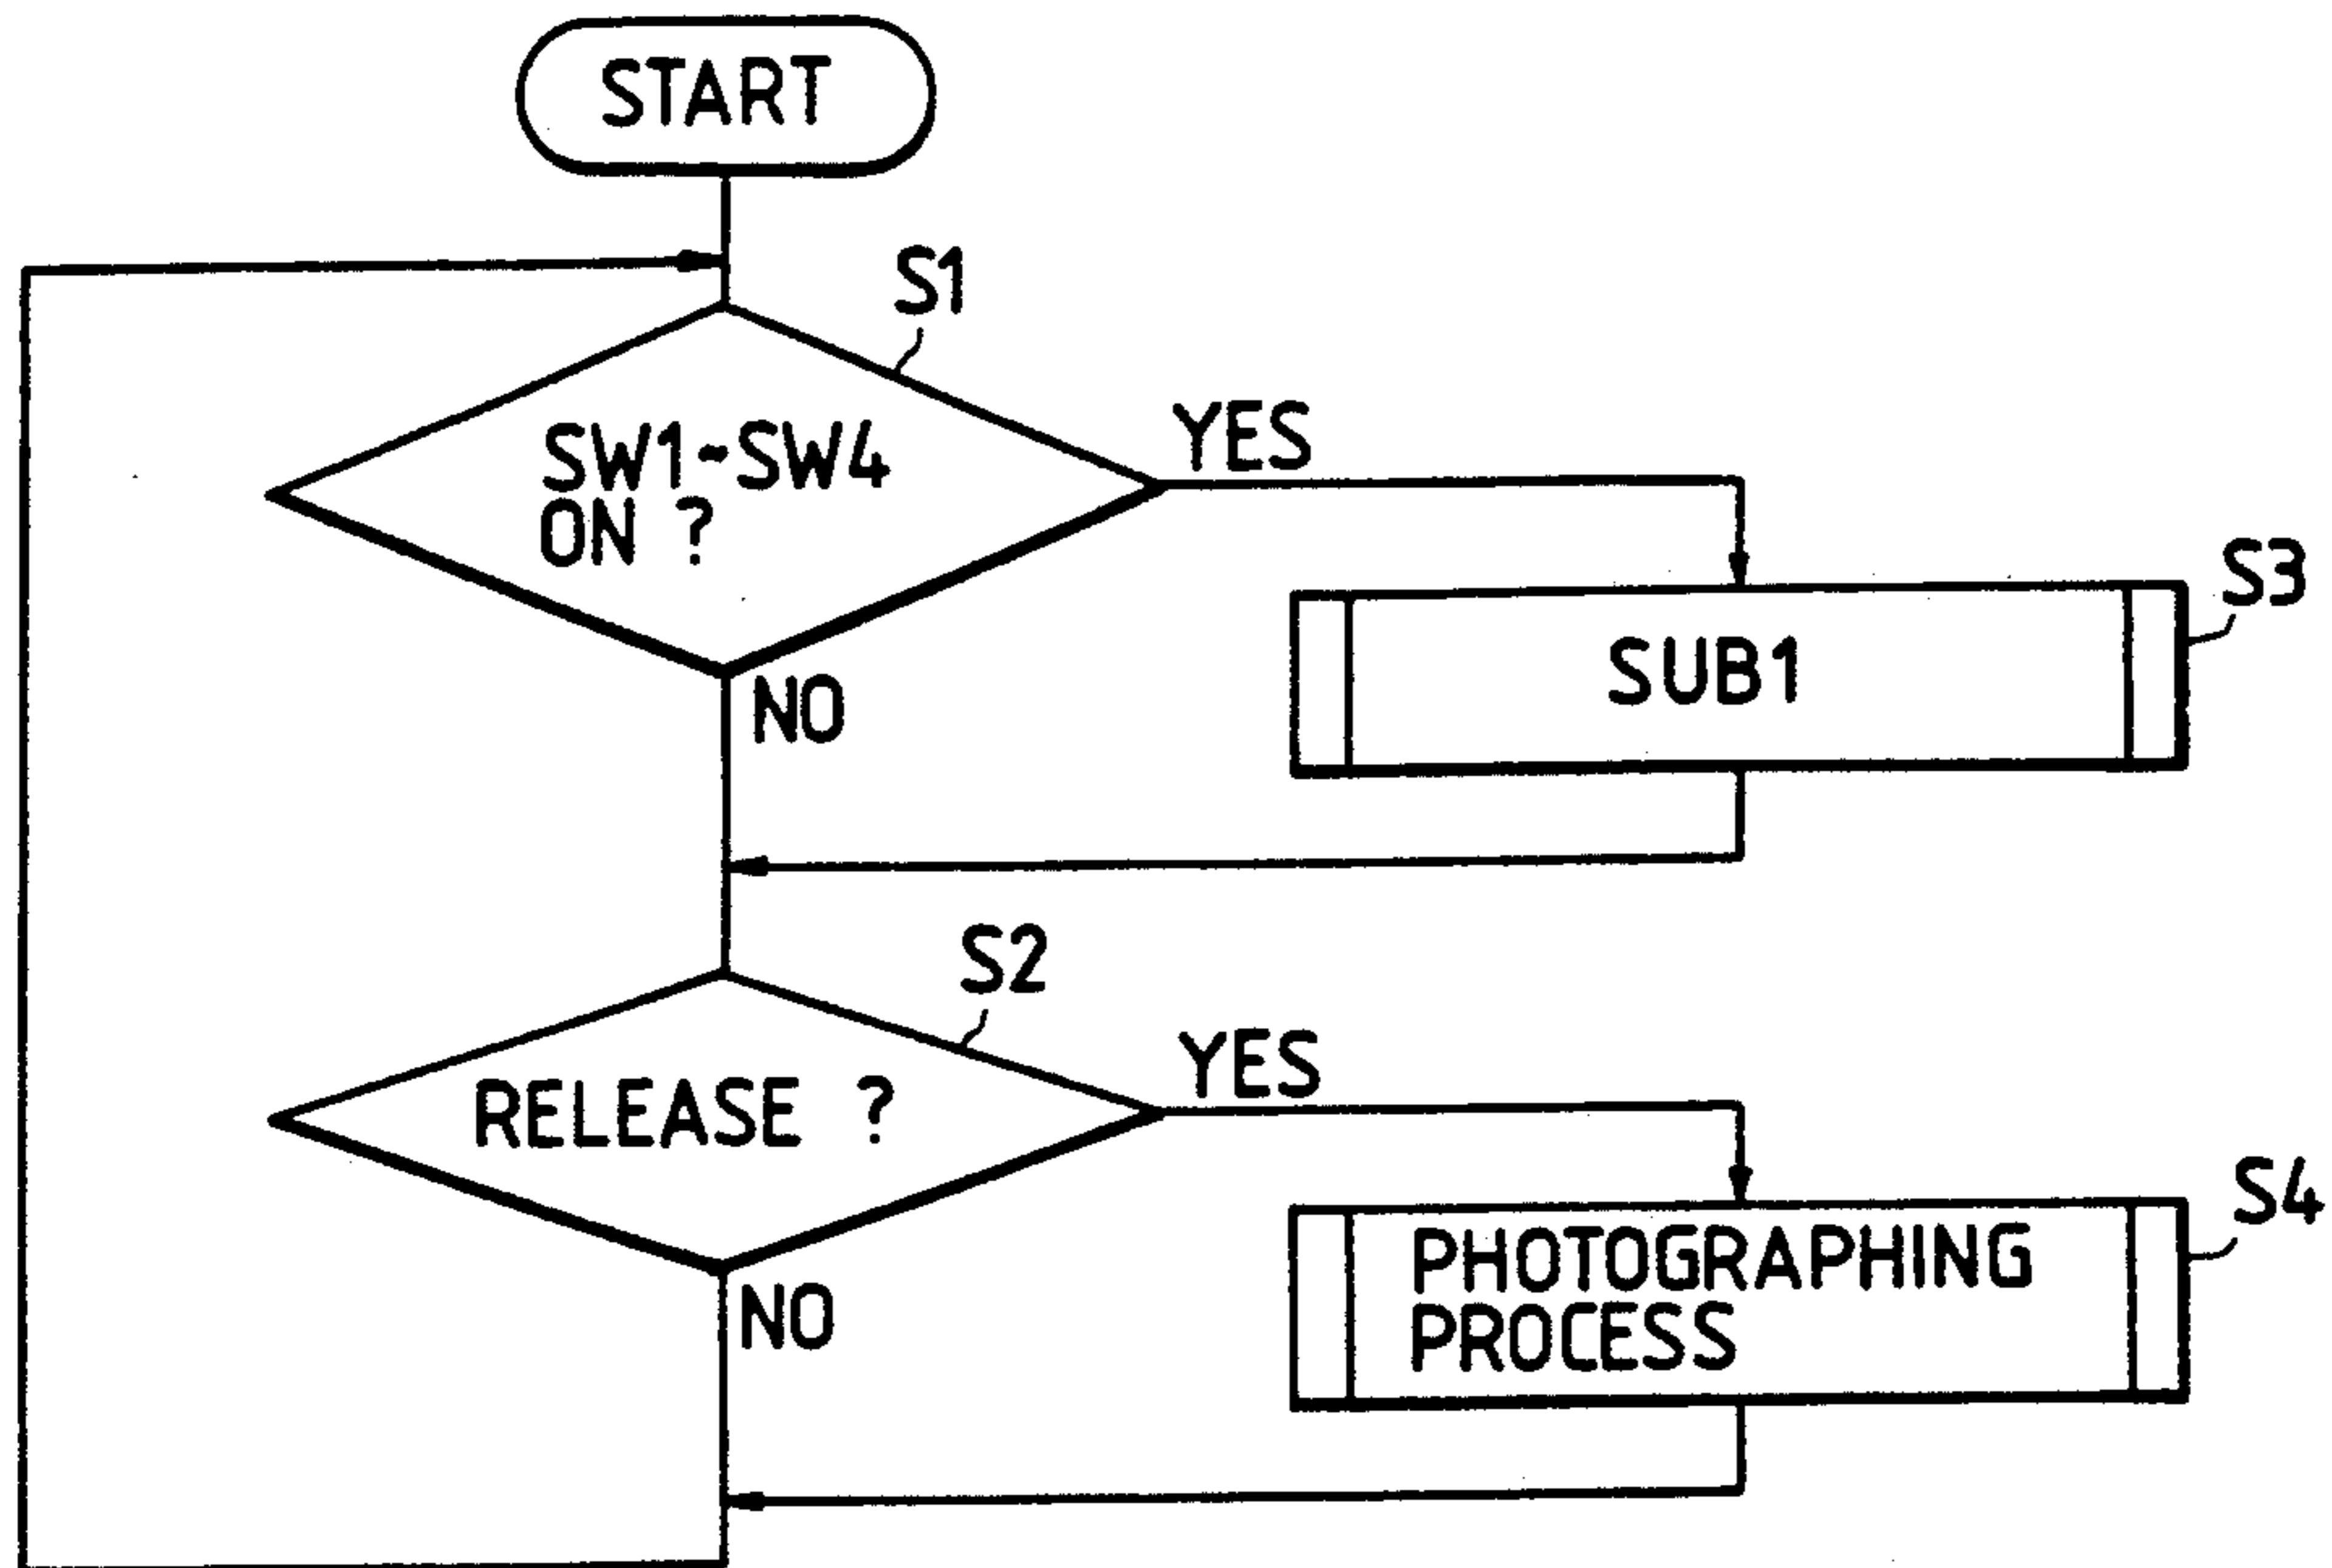 START
S1
SW1~SW4
ON ?
YES
S3
SUB1
NO
S2
RELEASE ?
YES
S4
PHOTOGRAPHING
PROCESS
NO